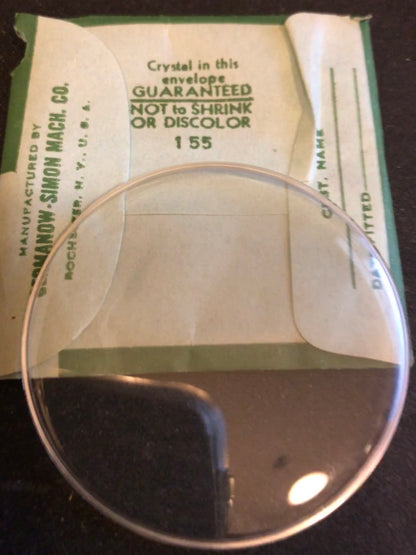 Crystal in this
envelope
GUARANTEED
NOT to SHRINK
OR DISCOLOR
155
MANUFACTURED BY
GERMANOW-SIMON MACH. CO.
ROCHESTER, N. Y., U. S. A.
CUST. NAME
DATE FITTED